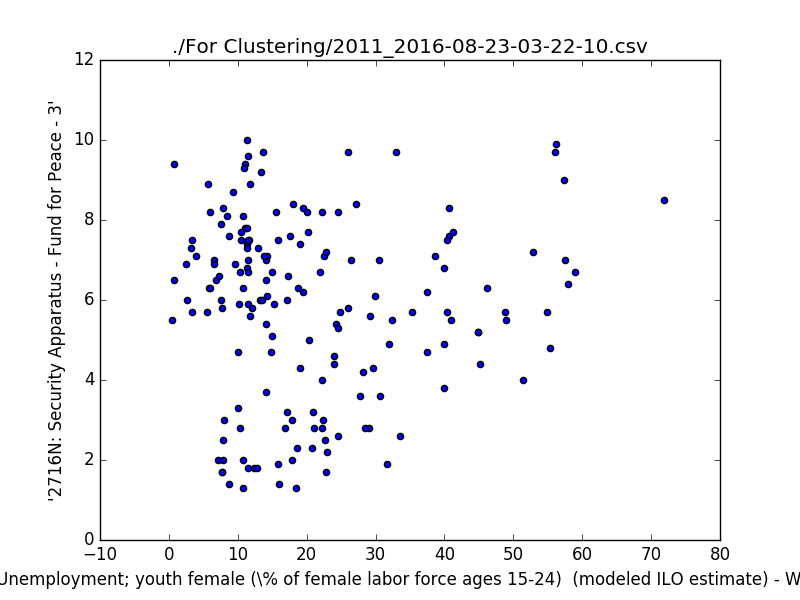 ./For Clustering/2011_2016-08-23-03-22-10.csv
'2716N: Security Apparatus - Fund for Peace - 3'
12
10
8
6
4
2
0
−10 0 10 20 30 40 50 60 70 80
Unemployment; youth female (\% of female labor force ages 15-24) (modeled ILO estimate) - W